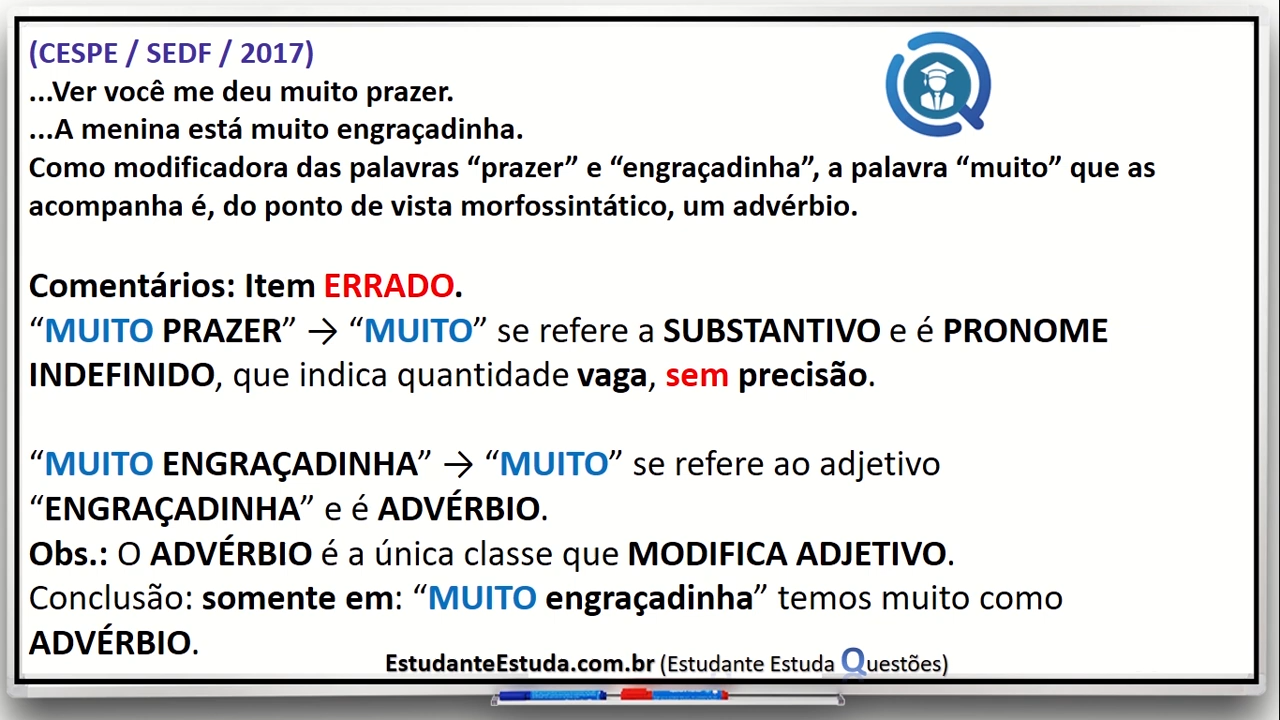 (CESPE / SEDF / 2017)
...Ver você me deu muito prazer.
...A menina está muito engraçadinha.
Como modificadora das palavras “prazer” e “engraçadinha”, a palavra “muito” que as
acompanha é, do ponto de vista morfossintático, um advérbio.
Comentários: Item ERRADO.
“MUITO PRAZER” → “MUITO” se refere a SUBSTANTIVO e é PRONOME
INDEFINIDO, que indica quantidade vaga, sem precisão.
“MUITO ENGRAÇADINHA” → “MUITO” se refere ao adjetivo
“ENGRAÇADINHA” e é ADVÉRBIO.
Obs.: O ADVÉRBIO é a única classe que MODIFICA ADJETIVO.
Conclusão: somente em: “MUITO engraçadinha” temos muito como
ADVÉRBIO.
EstudanteEstuda.com.br (Estudante Estuda Questões)